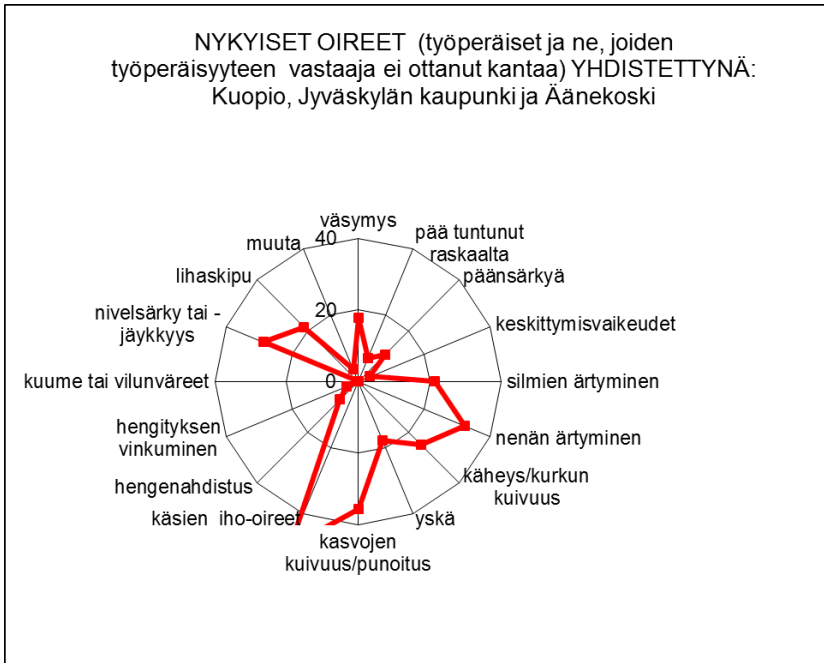 NYKYISET OIREET (työperäiset ja ne, joiden
työperäisyyteen vastaaja ei ottanut kantaa) YHDISTETTYNÄ:
Kuopio, Jyväskylän kaupunki ja Äänekoski
väsymys
pää tuntunut
raskaalta
päänsärkyä
keskittymisvaikeudet
silmien ärtyminen
nenän ärtyminen
käheys/kurkun
kuivuus
yskä
kasvojen
kuivuus/punoitus
käsien iho-oireet
hengenahdistus
hengityksen
vinkuminen
kuume tai vilunväreet
nivelsärky tai -
jäykkyys
lihaskipu
muuta
40
20
0